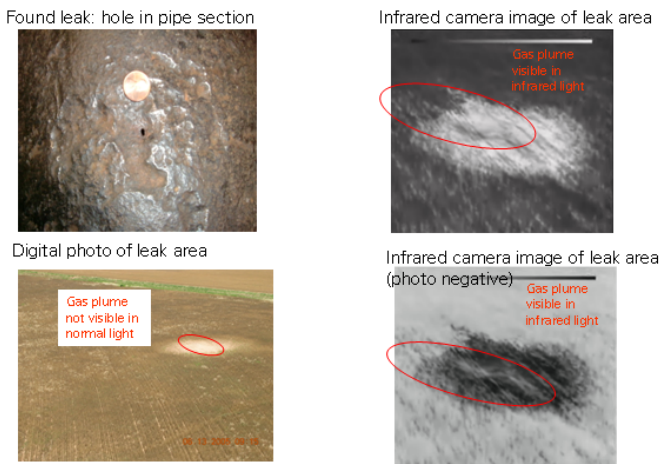 Found leak: hole in pipe section
Infrared camera image of leak area
Gas plume
visible in
infrared light
Digital photo of leak area
Gas plume
not visible in
normal light
Infrared camera image of leak area
(photo negative)
Gas plume
visible in
infrared light